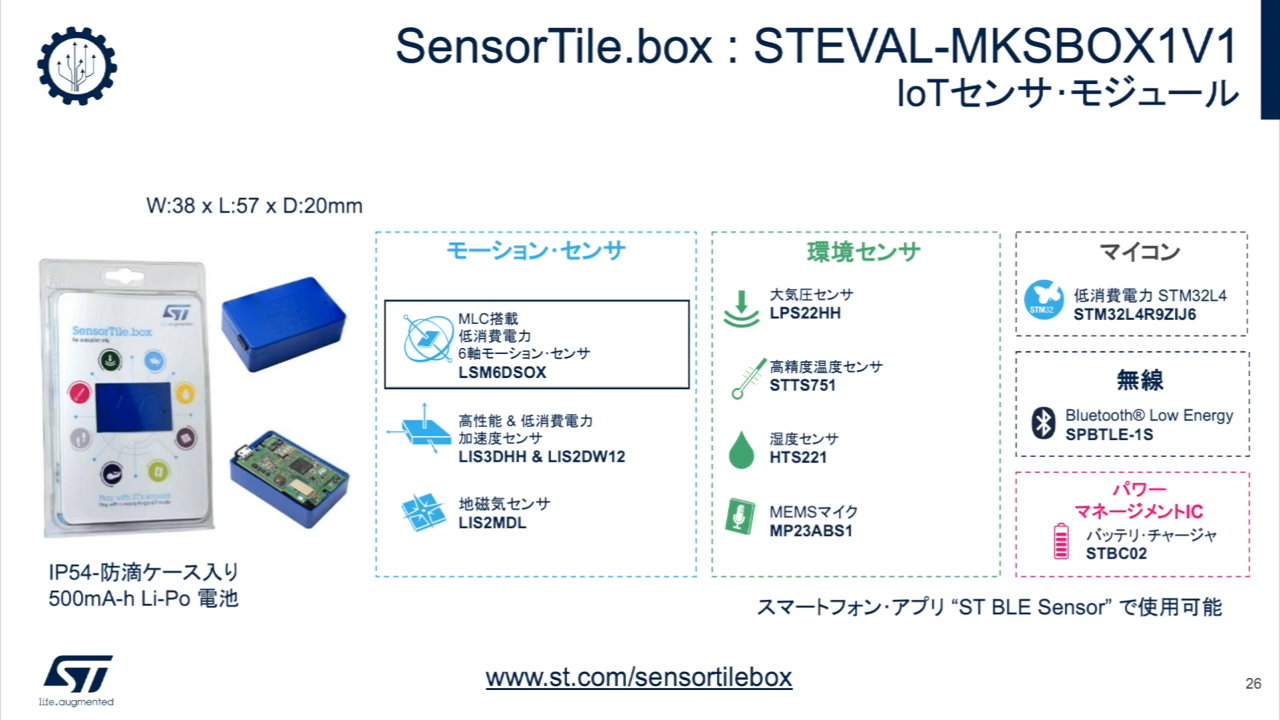 SensorTile.box : STEVAL-MKSBOX1V1
IoTセンサ・モジュール
W:38 x L:57 x D:20mm
ST
life.augmented
SensorTile.box
IP54-防滴ケース入り
500mA-h Li-Po 電池
モーション・センサ
MLC搭載
低消費電力
6軸モーション・センサ
LSM6DSOX
高性能 & 低消費電力
加速度センサ
LIS3DHH & LIS2DW12
地磁気センサ
LIS2MDL
環境センサ
大気圧センサ
LPS22HH
高精度温度センサ
STTS751
湿度センサ
HTS221
MEMSマイク
MP23ABS1
マイコン
STM32
低消費電力 STM32L4
STM32L4R9ZIJ6
無線
Bluetooth® Low Energy
SPBTLE-1S
パワー
マネージメントIC
バッテリ・チャージャ
STBC02
スマートフォン・アプリ “ST BLE Sensor” で使用可能
ST
life.augmented
www.st.com/sensortilebox
26